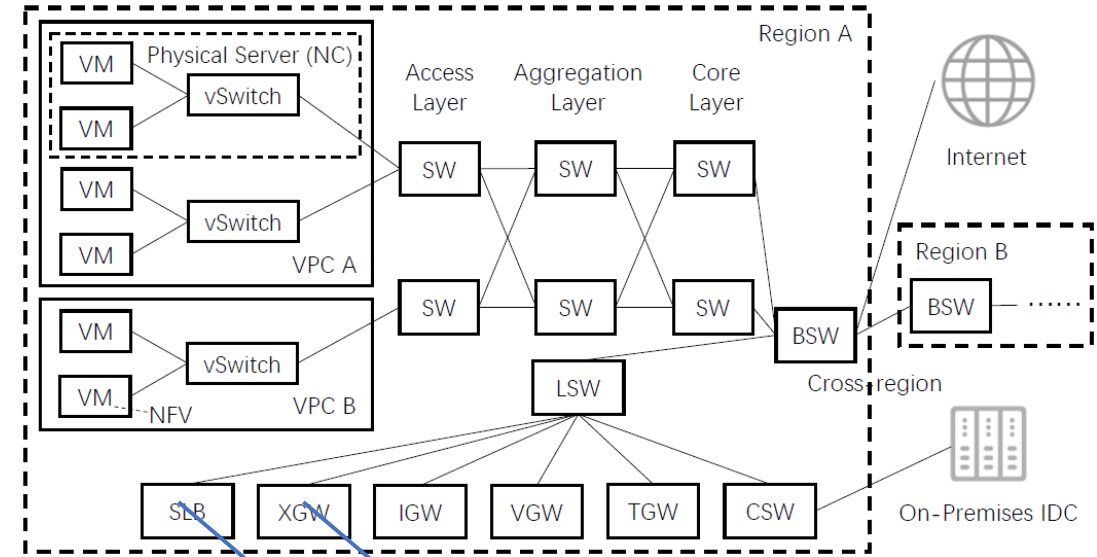 Region A
VM
Physical Server (NC)
vSwitch
VM
VM
vSwitch
VM
VPC A
VM
vSwitch
VM
NFV
VPC B
Access
Layer
Aggregation
Layer
Core
Layer
SW
SW
SW
SW
SW
SW
BSW
LSW
SLB
XGW
IGW
VGW
TGW
CSW
Internet
Region B
BSW
......
Cross-region
On-Premises IDC